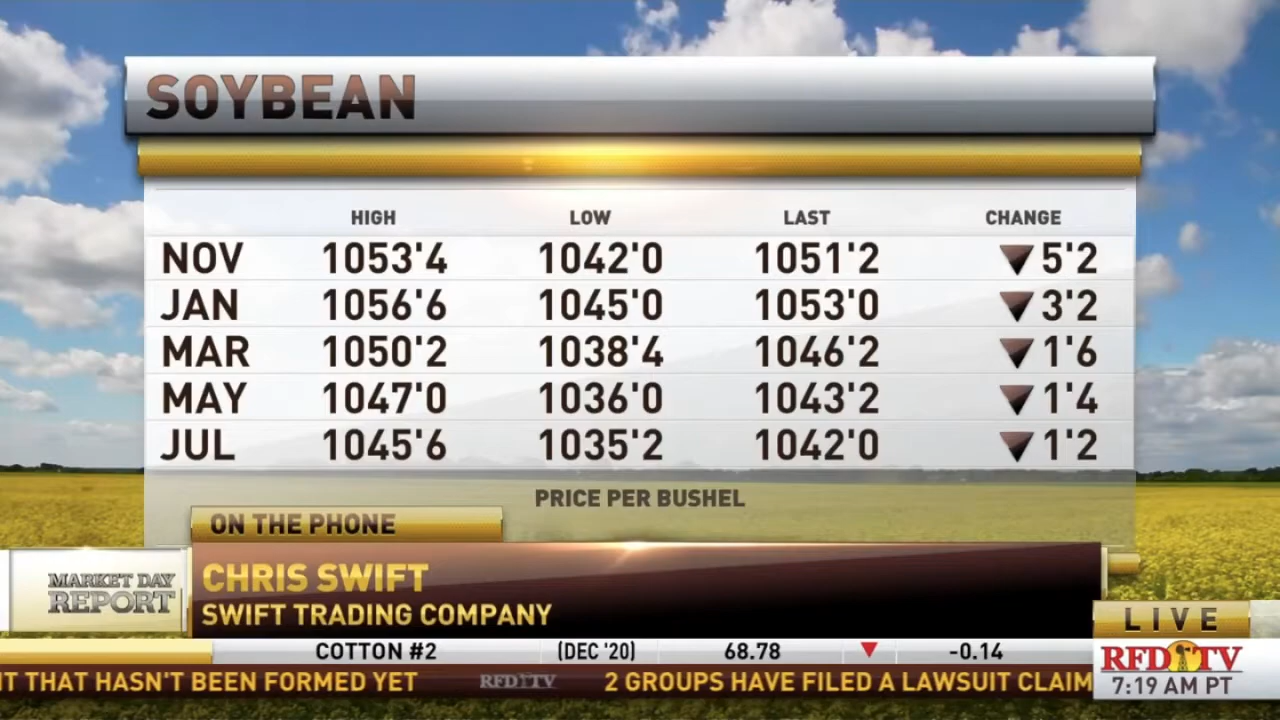 SOYBEAN
HIGH LOW LAST CHANGE
NOV 1053'4 1042'0 1051'2 ▼ 5'2
JAN 1056'6 1045'0 1053'0 ▼ 3'2
MAR 1050'2 1038'4 1046'2 ▼ 1'6
MAY 1047'0 1036'0 1043'2 ▼ 1'4
JUL 1045'6 1035'2 1042'0 ▼ 1'2
PRICE PER BUSHEL
ON THE PHONE
MARKET DAY
REPORT
CHRIS SWIFT
SWIFT TRADING COMPANY
LIVE
COTTON #2 (DEC '20) 68.78 ▼ -0.14
RFDTV
7:19 AM PT
IT THAT HASN'T BEEN FORMED YET RFDTV 2 GROUPS HAVE FILED A LAWSUIT CLAIM